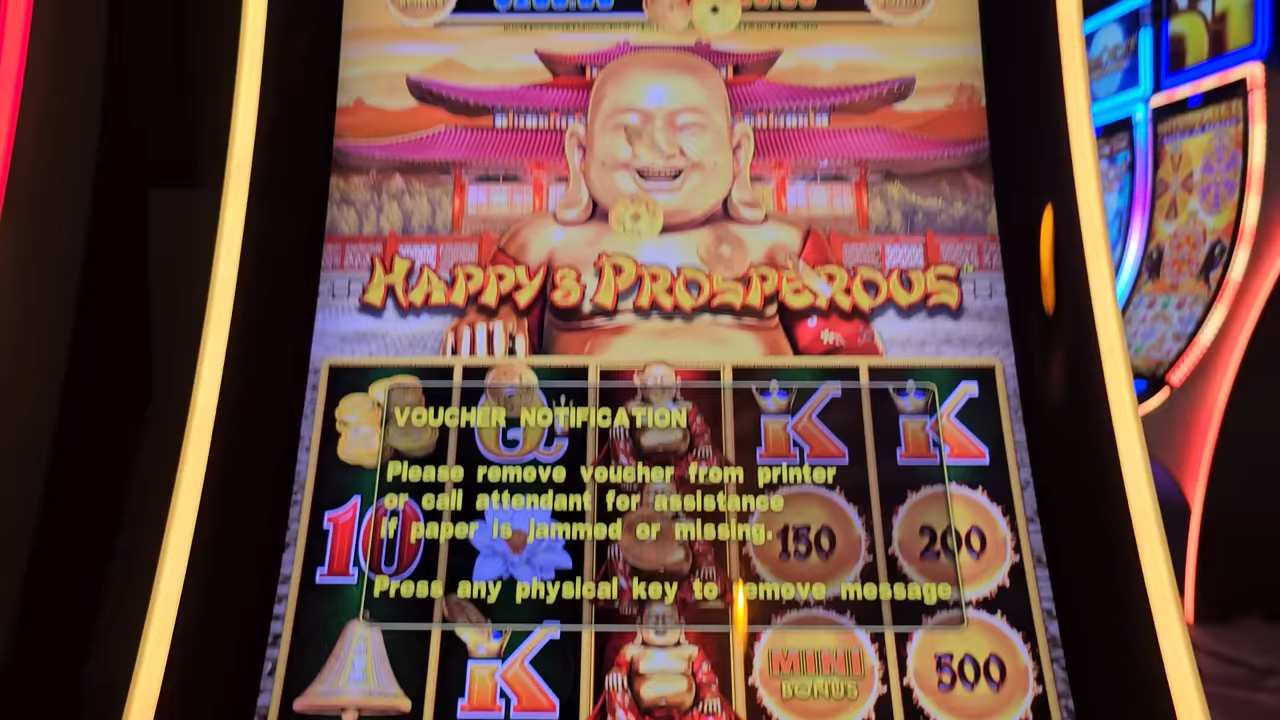 HAPPY & PROSPEROUS
VOUCHER NOTIFICATION
Please remove voucher from printer
or call attendant for assistance
if paper is jammed or missing.
Press any physical key to remove message
K
K
10
150
200
K
MINI
BONUS
500